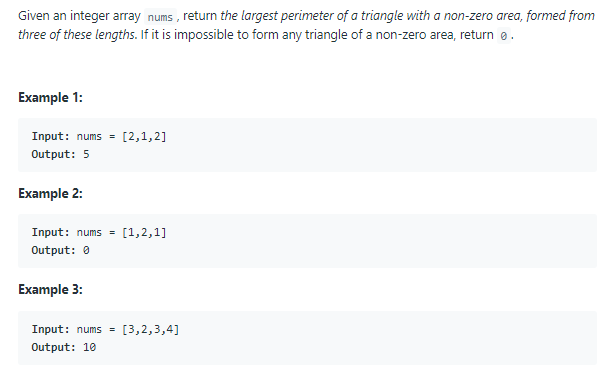 Given an integer array nums , return the largest perimeter of a triangle with a non-zero area, formed from
three of these lengths. If it is impossible to form any triangle of a non-zero area, return 0 .
Example 1:
Input: nums = [2,1,2]
Output: 5
Example 2:
Input: nums = [1,2,1]
Output: 0
Example 3:
Input: nums = [3,2,3,4]
Output: 10